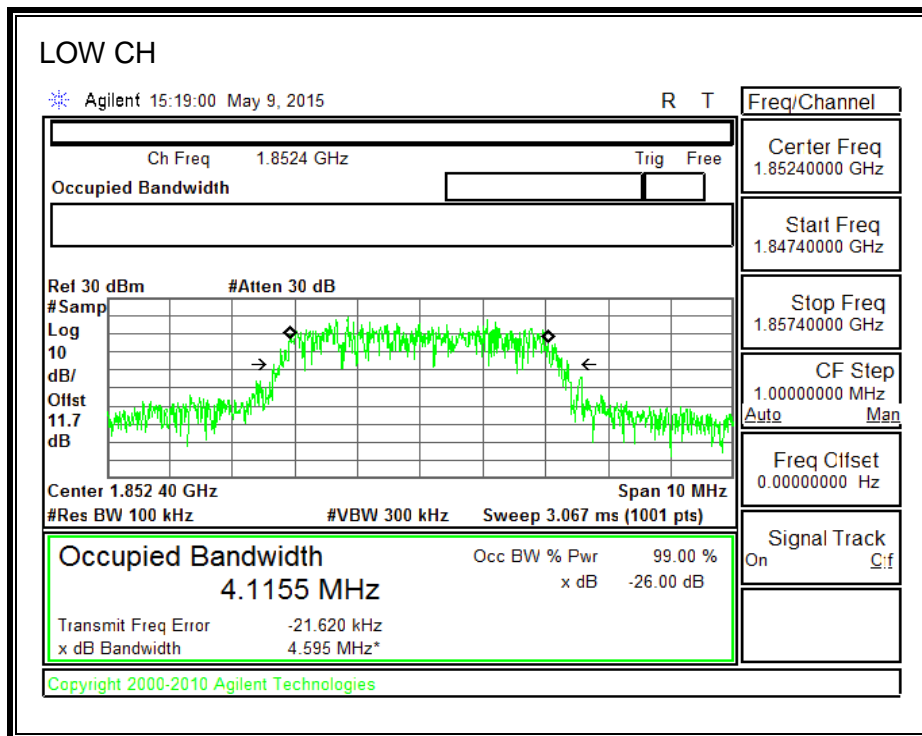 LOW CH
Agilent 15:19:00 May 9, 2015 R T
Freq/Channel
Ch Freq 1.8524 GHz Trig Free
Occupied Bandwidth
Center Freq
1.85240000 GHz
Start Freq
1.84740000 GHz
Stop Freq
1.85740000 GHz
CF Step
1.00000000 MHz
Auto Man
Freq Offset
0.00000000 Hz
Signal Track
On Off
Ref 30 dBm #Atten 30 dB
#Samp
Log
10
dB/
Offst
11.7
dB
Center 1.852 40 GHz Span 10 MHz
#Res BW 100 kHz #VBW 300 kHz Sweep 3.067 ms (1001 pts)
Occupied Bandwidth Occ BW % Pwr 99.00 %
4.1155 MHz x dB -26.00 dB
Transmit Freq Error -21.620 kHz
x dB Bandwidth 4.595 MHz*
Copyright 2000-2010 Agilent Technologies